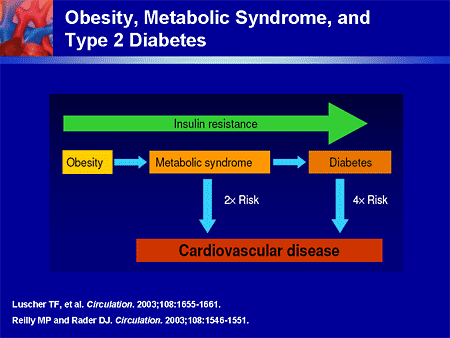 Obesity, Metabolic Syndrome, and
Type 2 Diabetes
Insulin resistance
Obesity
Metabolic syndrome
Diabetes
2× Risk
4× Risk
Cardiovascular disease
Luscher TF, et al. Circulation. 2003;108:1655-1661.
Reilly MP and Rader DJ. Circulation. 2003;108:1546-1551.